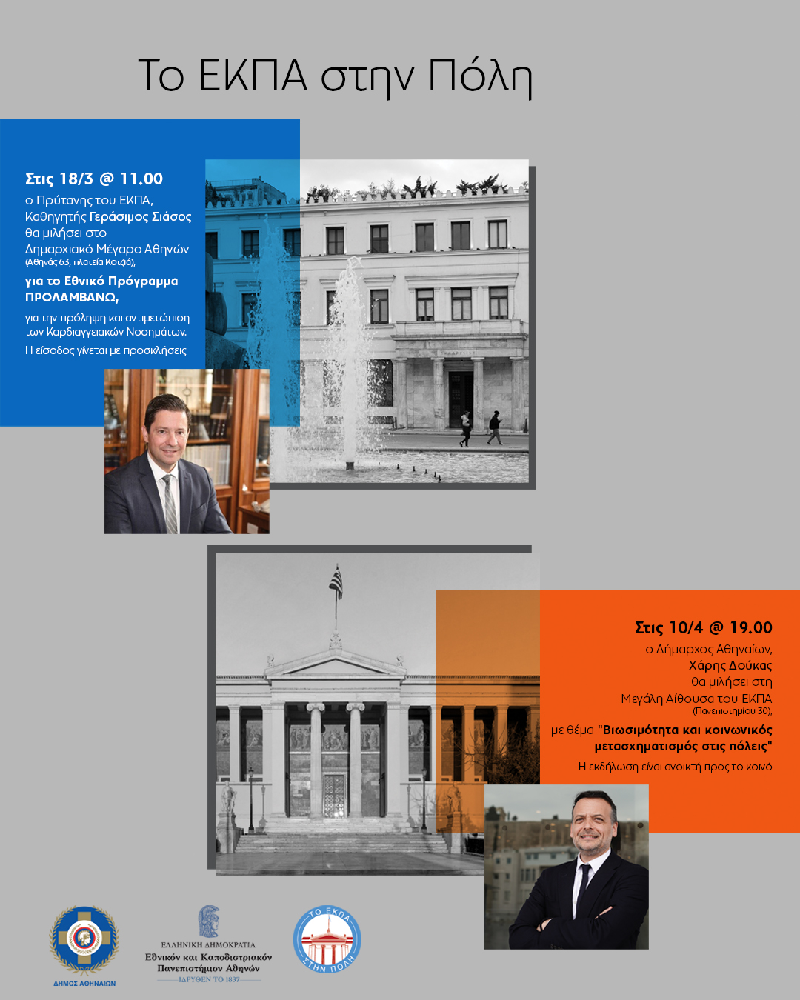 Το ΕΚΠΑ στην Πόλη
Στις 18/3 @ 11.00
ο Πρύτανης του ΕΚΠΑ,
Καθηγητής Γεράσιμος Σιάσος
θα μιλήσει στο
Δημαρχιακό Μέγαρο Αθηνών
(Αθηνάς 63, πλατεία Κοτζιά),
για το Εθνικό Πρόγραμμα
ΠΡΟΛΑΜΒΑΝΩ,
για την πρόληψη και αντιμετώπιση
των Καρδιαγγειακών Νοσημάτων.
Η είσοδος γίνεται με προσκλήσεις
Στις 10/4 @ 19.00
ο Δήμαρχος Αθηναίων,
Χάρης Δούκας
θα μιλήσει στη
Μεγάλη Αίθουσα του ΕΚΠΑ
(Πανεπιστημίου 30),
με θέμα "Βιωσιμότητα και κοινωνικός
μετασχηματισμός στις πόλεις"
Η εκδήλωση είναι ανοικτή προς το κοινό
ΔΗΜΟΣ ΑΘΗΝΑΙΩΝ
ΕΛΛΗΝΙΚΗ ΔΗΜΟΚΡΑΤΙΑ
Εθνικόν και Καποδιστριακόν
Πανεπιστήμιον Αθηνών
ΙΔΡΥΘΕΝ ΤΟ 1837
ΤΟ ΕΚΠΑ
ΣΤΗΝ ΠΟΛΗ